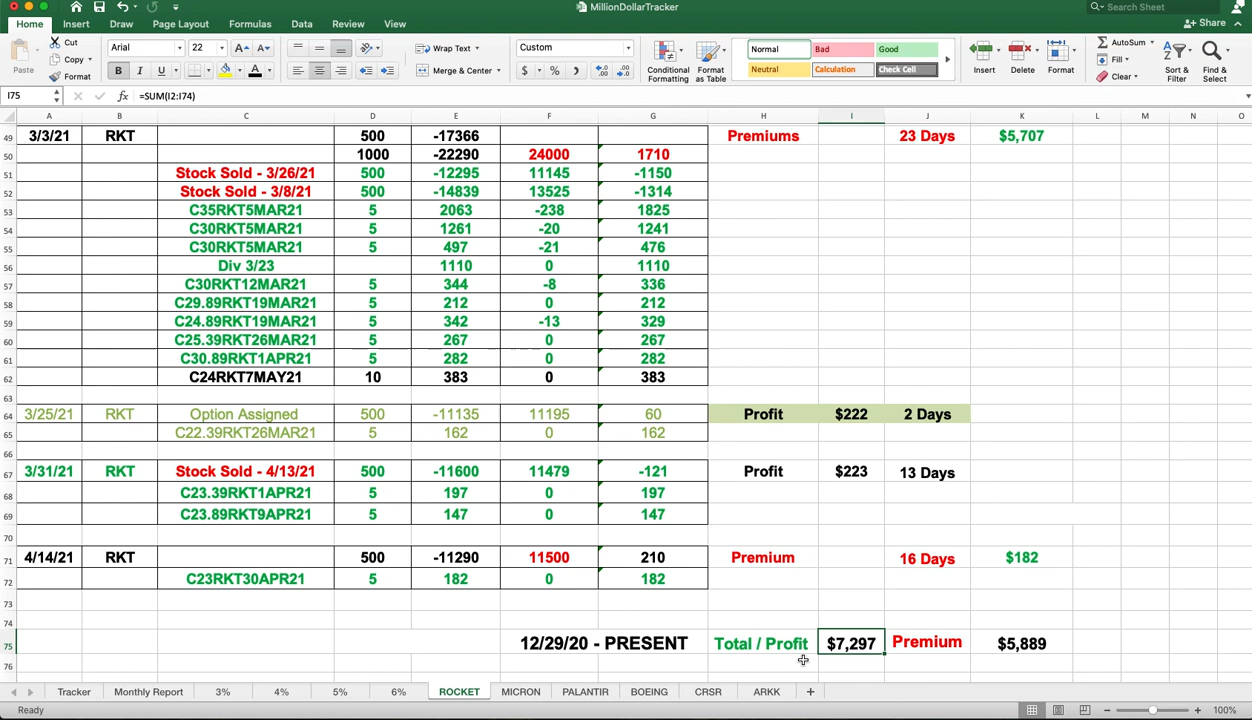 MillionDollarTracker
Search Sheet
Home Insert Draw Page Layout Formulas Data Review View
Share
Paste
Cut
Copy
Format
Arial 22
B I U
Wrap Text
Merge & Center
Custom
$ % )
Conditional Formatting
Format as Table
Normal Bad Good
Neutral Calculation Check Cell
Insert Delete Format
AutoSum
Fill
Clear
Sort & Filter
Find & Select
I75 fx =SUM(I2:I74)
A B C D E F G H I J K L M N O
49 3/3/21 RKT 500 -17366 Premiums 23 Days $5,707
50 1000 -22290 24000 1710
51 Stock Sold - 3/26/21 500 -12295 11145 -1150
52 Stock Sold - 3/8/21 500 -14839 13525 -1314
53 C35RKT5MAR21 5 2063 -238 1825
54 C30RKT5MAR21 5 1261 -20 1241
55 C30RKT5MAR21 5 497 -21 476
56 Div 3/23 1110 0 1110
57 C30RKT12MAR21 5 344 -8 336
58 C29.89RKT19MAR21 5 212 0 212
59 C24.89RKT19MAR21 5 342 -13 329
60 C25.39RKT26MAR21 5 267 0 267
61 C30.89RKT1APR21 5 282 0 282
62 C24RKT7MAY21 10 383 0 383
63
64 3/25/21 RKT Option Assigned 500 -11135 11195 60 Profit $222 2 Days
65 C22.39RKT26MAR21 5 162 0 162
66
67 3/31/21 RKT Stock Sold - 4/13/21 500 -11600 11479 -121 Profit $223 13 Days
68 C23.39RKT1APR21 5 197 0 197
69 C23.89RKT9APR21 5 147 0 147
70
71 4/14/21 RKT 500 -11290 11500 210 Premium 16 Days $182
72 C23RKT30APR21 5 182 0 182
73
74
75 12/29/20 - PRESENT Total / Profit $7,297 Premium $5,889
76
Tracker Monthly Report 3% 4% 5% 6% ROCKET MICRON PALANTIR BOEING CRSR ARKK +
Ready
100%